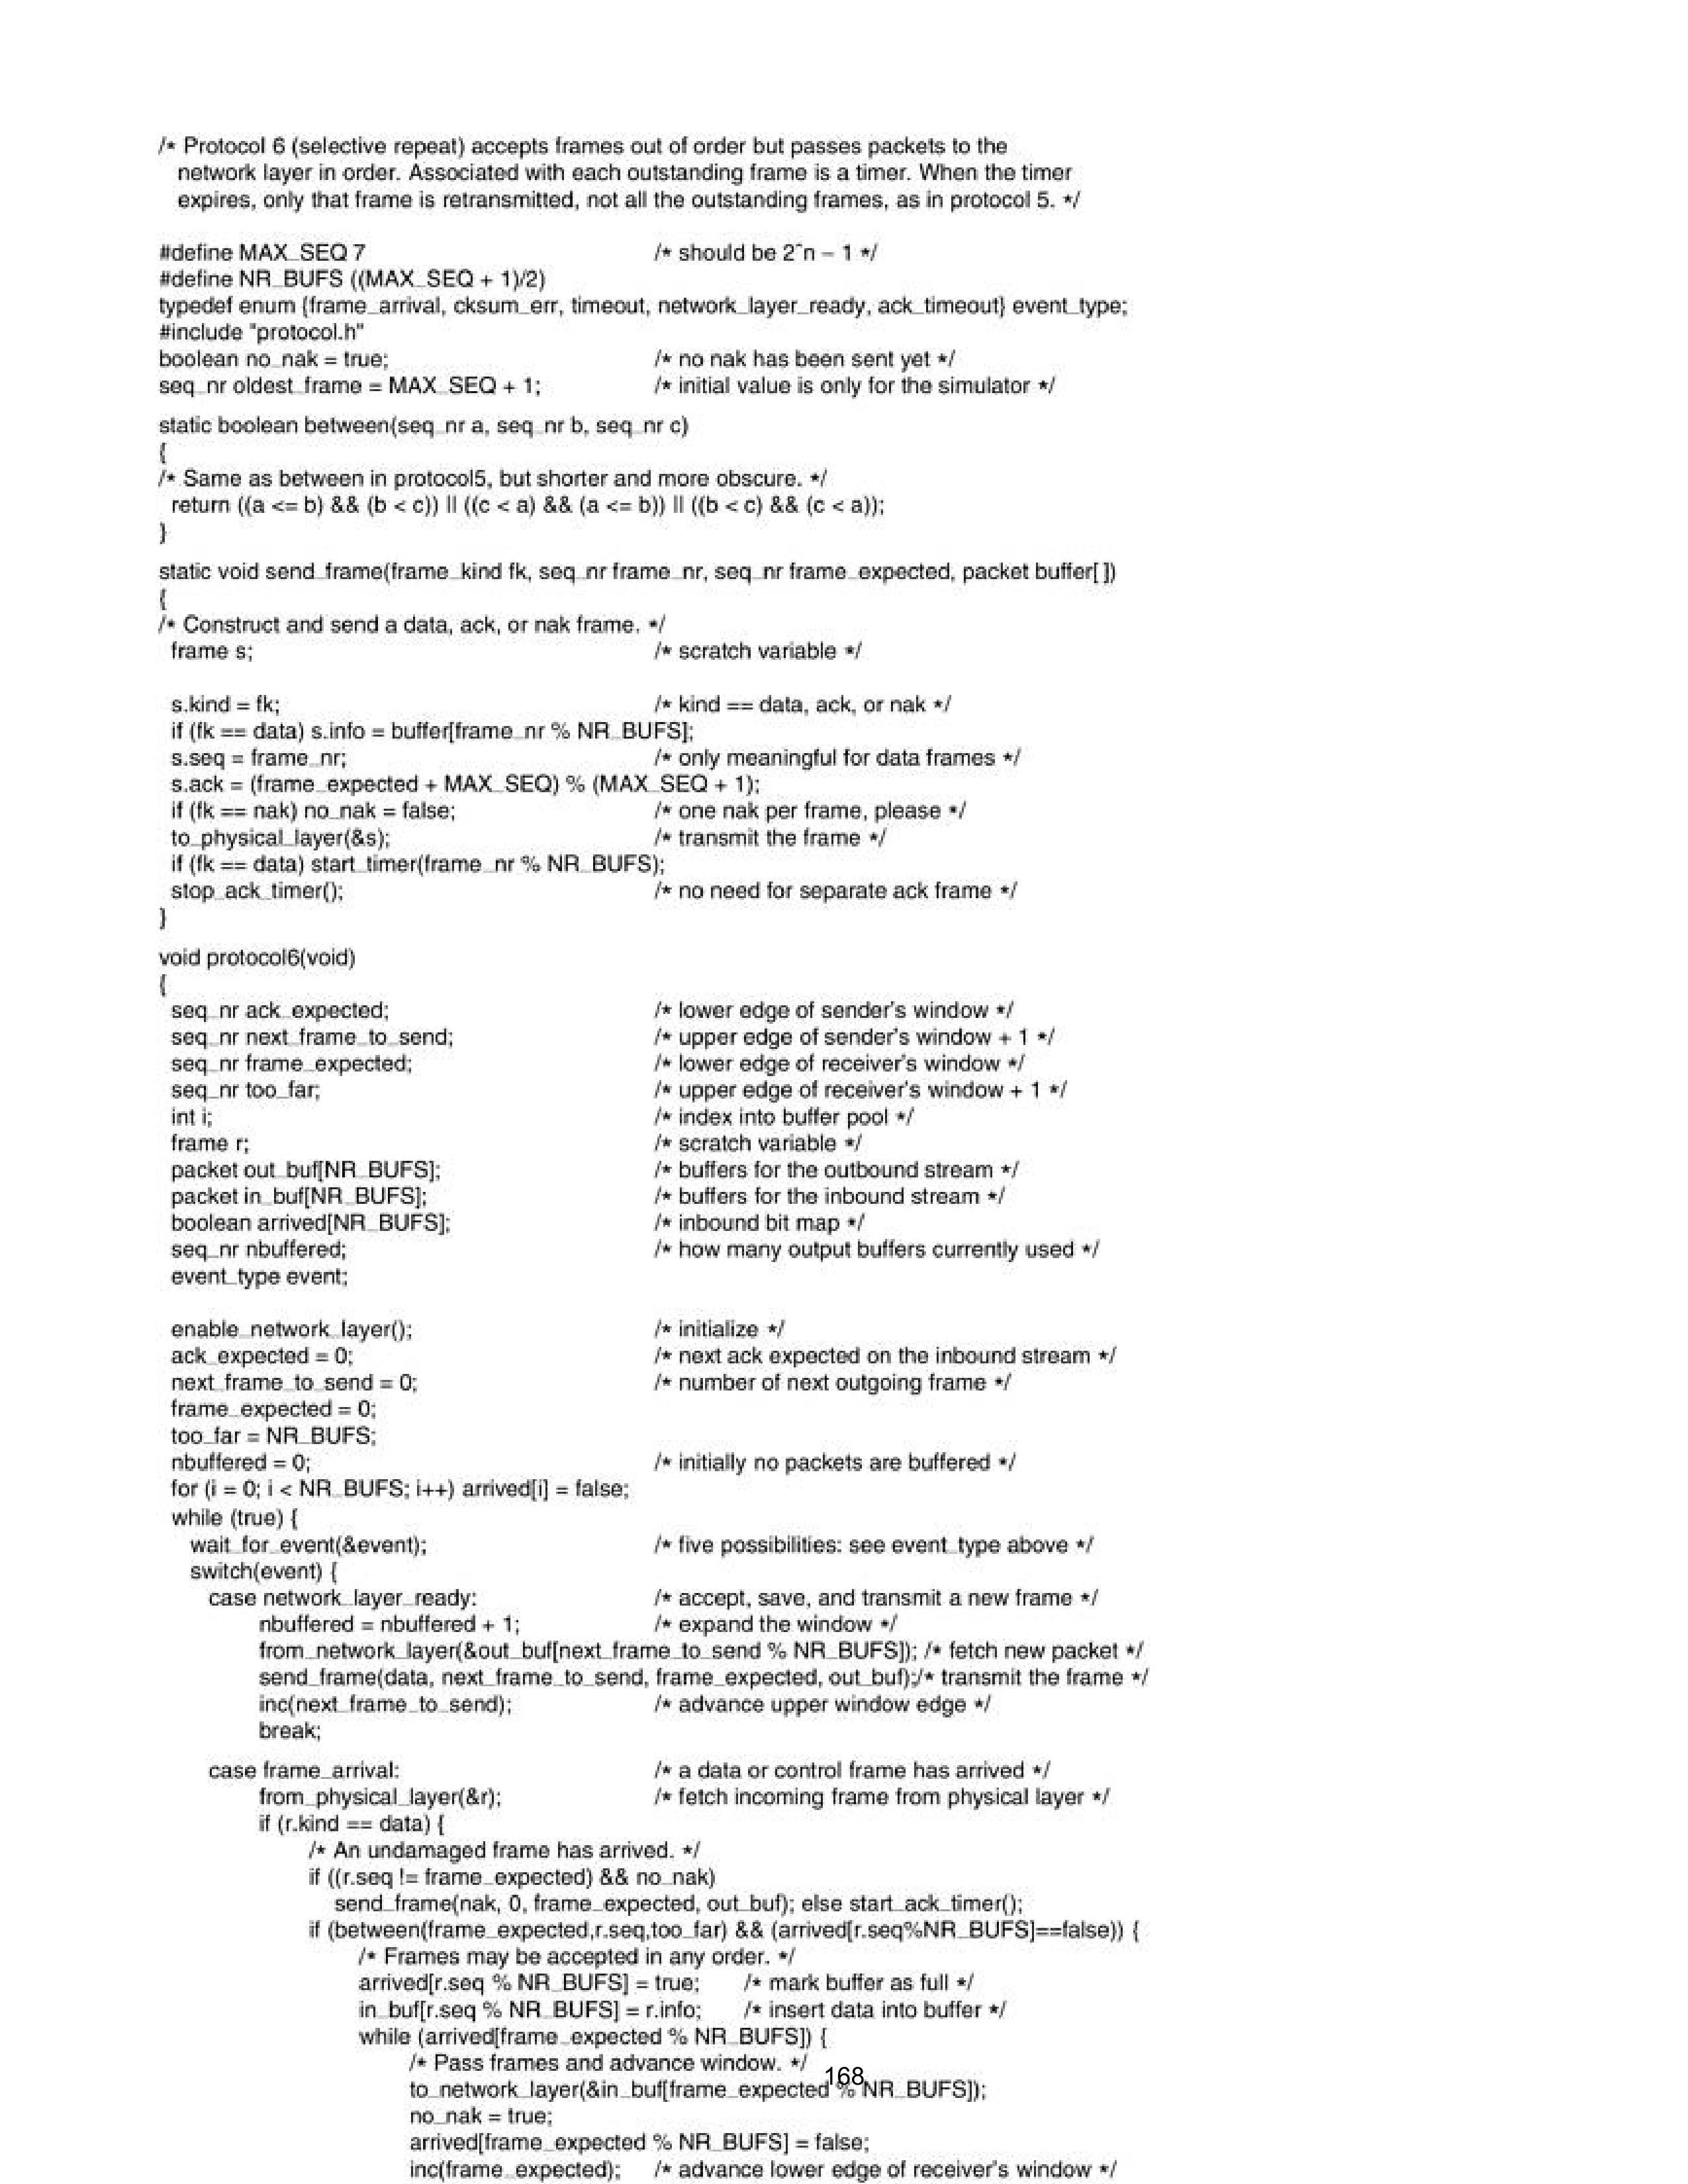 /* Protocol 6 (selective repeat) accepts frames out of order but passes packets to the
network layer in order. Associated with each outstanding frame is a timer. When the timer
expires, only that frame is retransmitted, not all the outstanding frames, as in protocol 5. */
#define MAX_SEQ 7 /* should be 2^n − 1 */
#define NR_BUFS ((MAX_SEQ + 1)/2)
typedef enum {frame_arrival, cksum_err, timeout, network_layer_ready, ack_timeout} event_type;
#include "protocol.h"
boolean no_nak = true; /* no nak has been sent yet */
seq_nr oldest_frame = MAX_SEQ + 1; /* initial value is only for the simulator */
static boolean between(seq_nr a, seq_nr b, seq_nr c)
{
/* Same as between in protocol5, but shorter and more obscure. */
return ((a <= b) && (b < c)) || ((c < a) && (a <= b)) || ((b < c) && (c < a));
}
static void send_frame(frame_kind fk, seq_nr frame_nr, seq_nr frame_expected, packet buffer[ ])
{
/* Construct and send a data, ack, or nak frame. */
frame s; /* scratch variable */
s.kind = fk; /* kind == data, ack, or nak */
if (fk == data) s.info = buffer[frame_nr % NR_BUFS];
s.seq = frame_nr; /* only meaningful for data frames */
s.ack = (frame_expected + MAX_SEQ) % (MAX_SEQ + 1);
if (fk == nak) no_nak = false; /* one nak per frame, please */
to_physical_layer(&s); /* transmit the frame */
if (fk == data) start_timer(frame_nr % NR_BUFS);
stop_ack_timer(); /* no need for separate ack frame */
}
void protocol6(void)
{
seq_nr ack_expected; /* lower edge of sender's window */
seq_nr next_frame_to_send; /* upper edge of sender's window + 1 */
seq_nr frame_expected; /* lower edge of receiver's window */
seq_nr too_far; /* upper edge of receiver's window + 1 */
int i; /* index into buffer pool */
frame r; /* scratch variable */
packet out_buf[NR_BUFS]; /* buffers for the outbound stream */
packet in_buf[NR_BUFS]; /* buffers for the inbound stream */
boolean arrived[NR_BUFS]; /* inbound bit map */
seq_nr nbuffered; /* how many output buffers currently used */
event_type event;
enable_network_layer(); /* initialize */
ack_expected = 0; /* next ack expected on the inbound stream */
next_frame_to_send = 0; /* number of next outgoing frame */
frame_expected = 0;
too_far = NR_BUFS;
nbuffered = 0; /* initially no packets are buffered */
for (i = 0; i < NR_BUFS; i++) arrived[i] = false;
while (true) {
wait_for_event(&event); /* five possibilities: see event_type above */
switch(event) {
case network_layer_ready: /* accept, save, and transmit a new frame */
nbuffered = nbuffered + 1; /* expand the window */
from_network_layer(&out_buf[next_frame_to_send % NR_BUFS]); /* fetch new packet */
send_frame(data, next_frame_to_send, frame_expected, out_buf);/* transmit the frame */
inc(next_frame_to_send); /* advance upper window edge */
break;
case frame_arrival: /* a data or control frame has arrived */
from_physical_layer(&r); /* fetch incoming frame from physical layer */
if (r.kind == data) {
/* An undamaged frame has arrived. */
if ((r.seq != frame_expected) && no_nak)
send_frame(nak, 0, frame_expected, out_buf); else start_ack_timer();
if (between(frame_expected,r.seq,too_far) && (arrived[r.seq%NR_BUFS]==false)) {
/* Frames may be accepted in any order. */
arrived[r.seq % NR_BUFS] = true; /* mark buffer as full */
in_buf[r.seq % NR_BUFS] = r.info; /* insert data into buffer */
while (arrived[frame_expected % NR_BUFS]) {
/* Pass frames and advance window. */
168
to_network_layer(&in_buf[frame_expected % NR_BUFS]);
no_nak = true;
arrived[frame_expected % NR_BUFS] = false;
inc(frame_expected); /* advance lower edge of receiver's window */